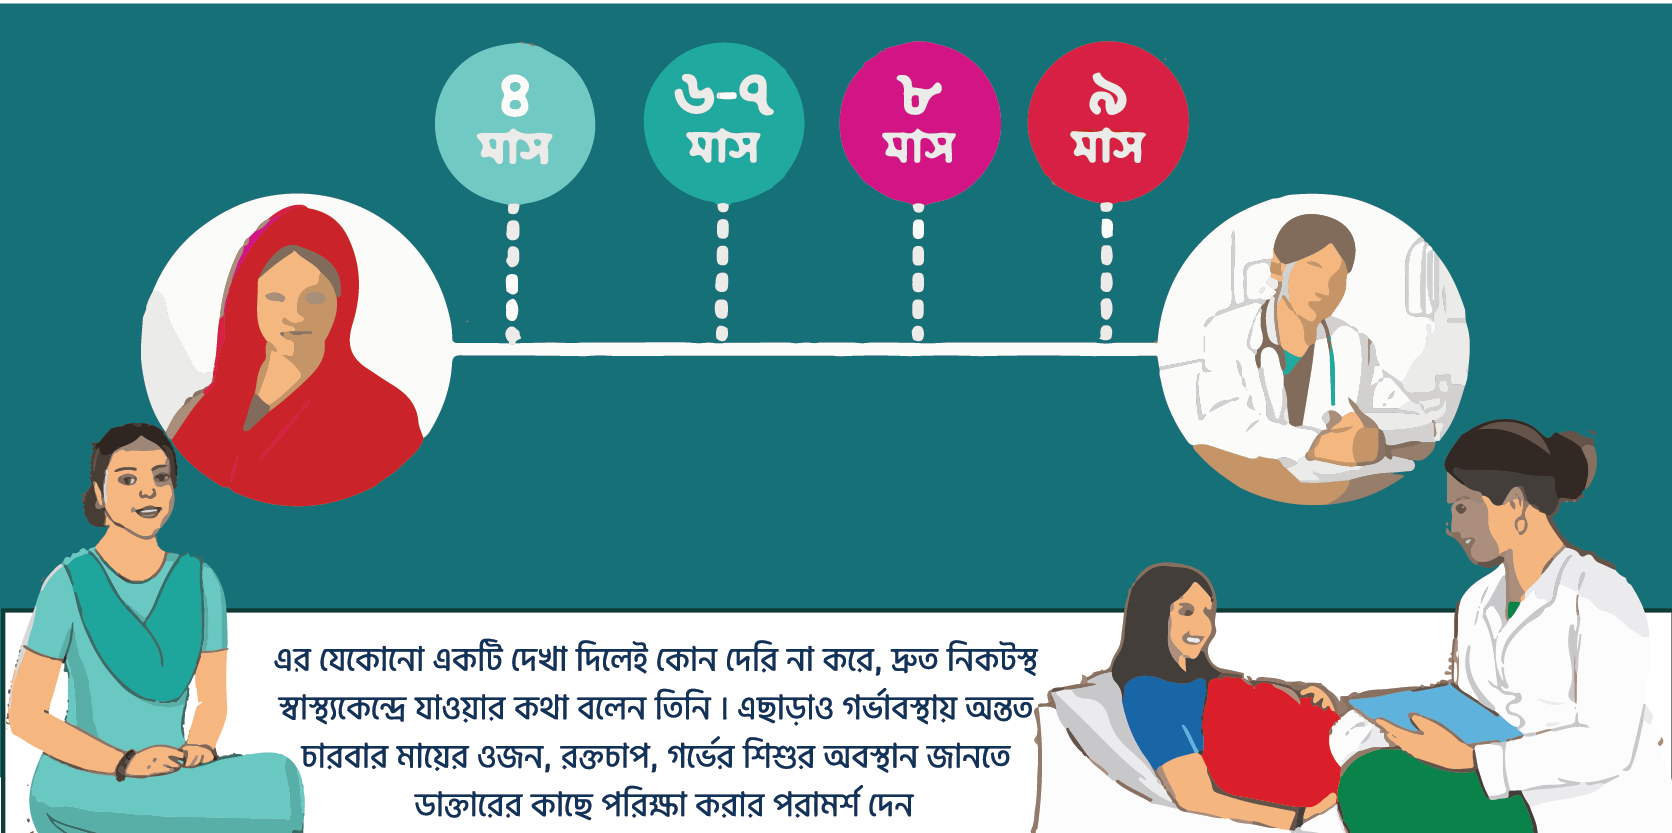 ৪
মাস
৬-৭
মাস
৮
মাস
৯
মাস
এর যেকোনো একটি দেখা দিলেই কোন দেরি না করে, দ্রুত নিকটস্থ
স্বাস্থ্যকেন্দ্রে যাওয়ার কথা বলেন তিনি। এছাড়াও গর্ভাবস্থায় অন্তত
চারবার মায়ের ওজন, রক্তচাপ, গর্ভের শিশুর অবস্থান জানতে
ডাক্তারের কাছে পরিক্ষা করার পরামর্শ দেন